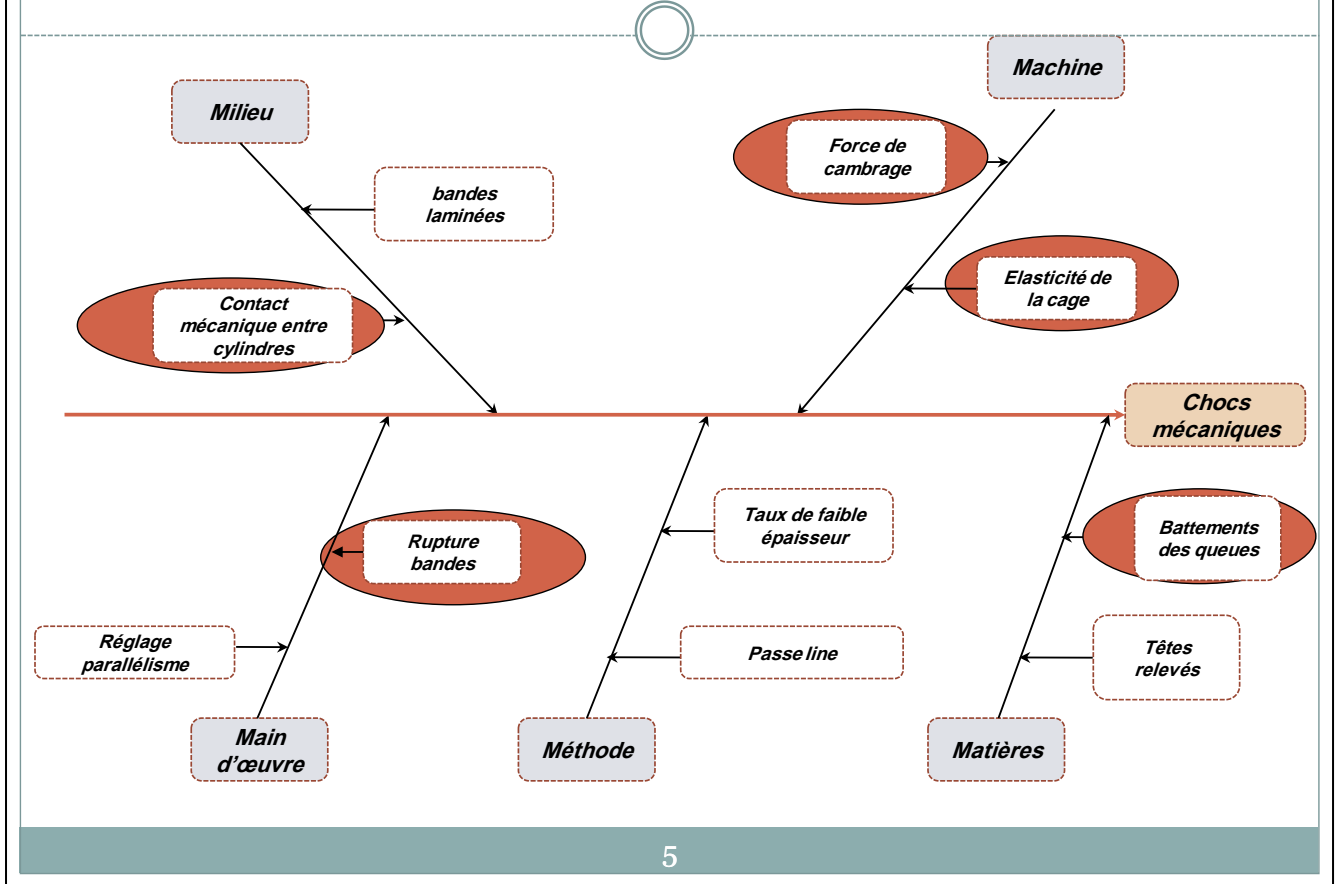 Machine
Milieu
Force de
cambrage
bandes
laminées
Elasticité de
la cage
Contact
mécanique entre
cylindres
Chocs
mécaniques
Taux de faible
épaisseur
Battements
des queues
Rupture
bandes
Réglage
parallélisme
Passe line
Têtes
relevés
Main
d'œuvre
Méthode
Matières
5